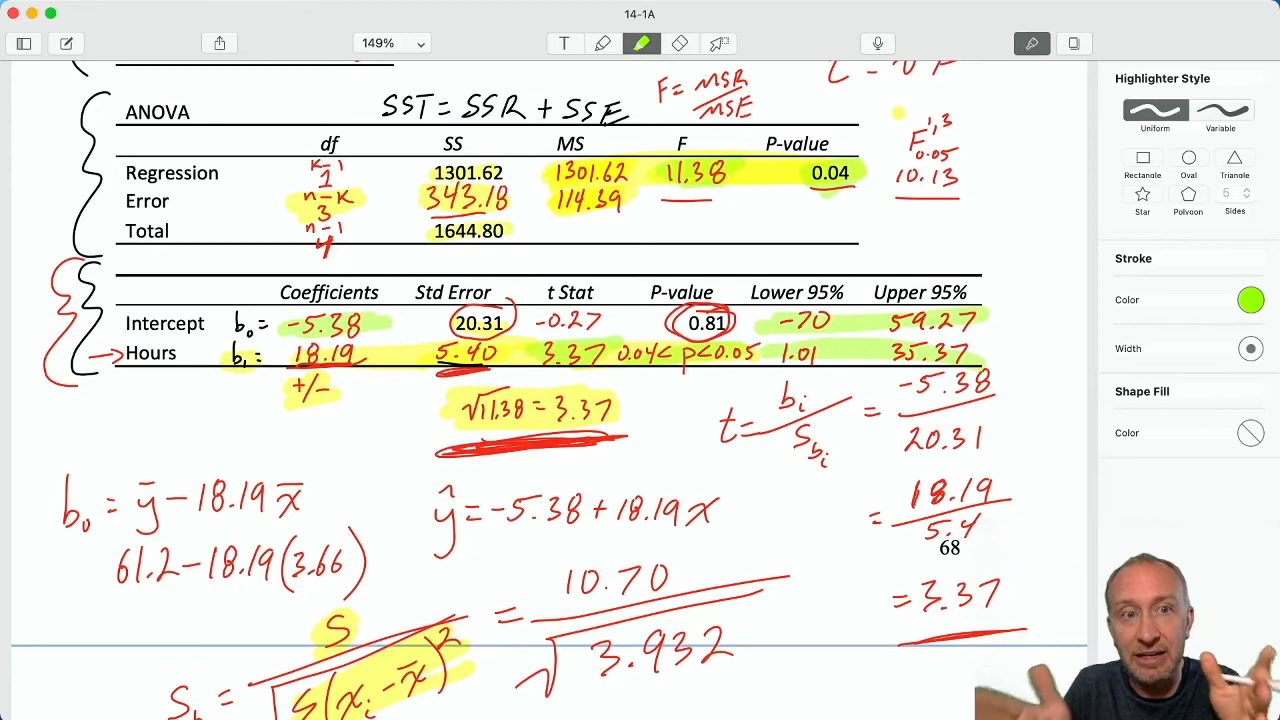 14-1A
149%
T
Highlighter Style
Uniform
Variable
Rectangle
Oval
Triangle
Star
Polygon
5
Sides
Stroke
Color
Width
Shape Fill
Color
ANOVA
SST = SSR + SSE
F = MSR/MSE
df SS MS F P-value
Regression k-1 1 1301.62 1301.62 11.38 0.04
Error n-k 3 343.18 114.39
Total n-1 4 1644.80
F 1,3
0.05
10.13
Coefficients Std Error t Stat P-value Lower 95% Upper 95%
Intercept b₀ = -5.38 20.31 -0.27 0.81 -70 59.27
Hours b₁ = 18.19 5.40 3.37 0.04 < p < 0.05 1.01 35.37
+/-
√11.38 = 3.37
t = bᵢ/S_bᵢ = -5.38/20.31
= 18.19/5.4
68
= 3.37
b₀ = ȳ - 18.19 x̄
61.2 - 18.19 (3.66)
ŷ = -5.38 + 18.19x
S
= 10.70/√3.932
S_b = √Σ(xᵢ - x̄)²